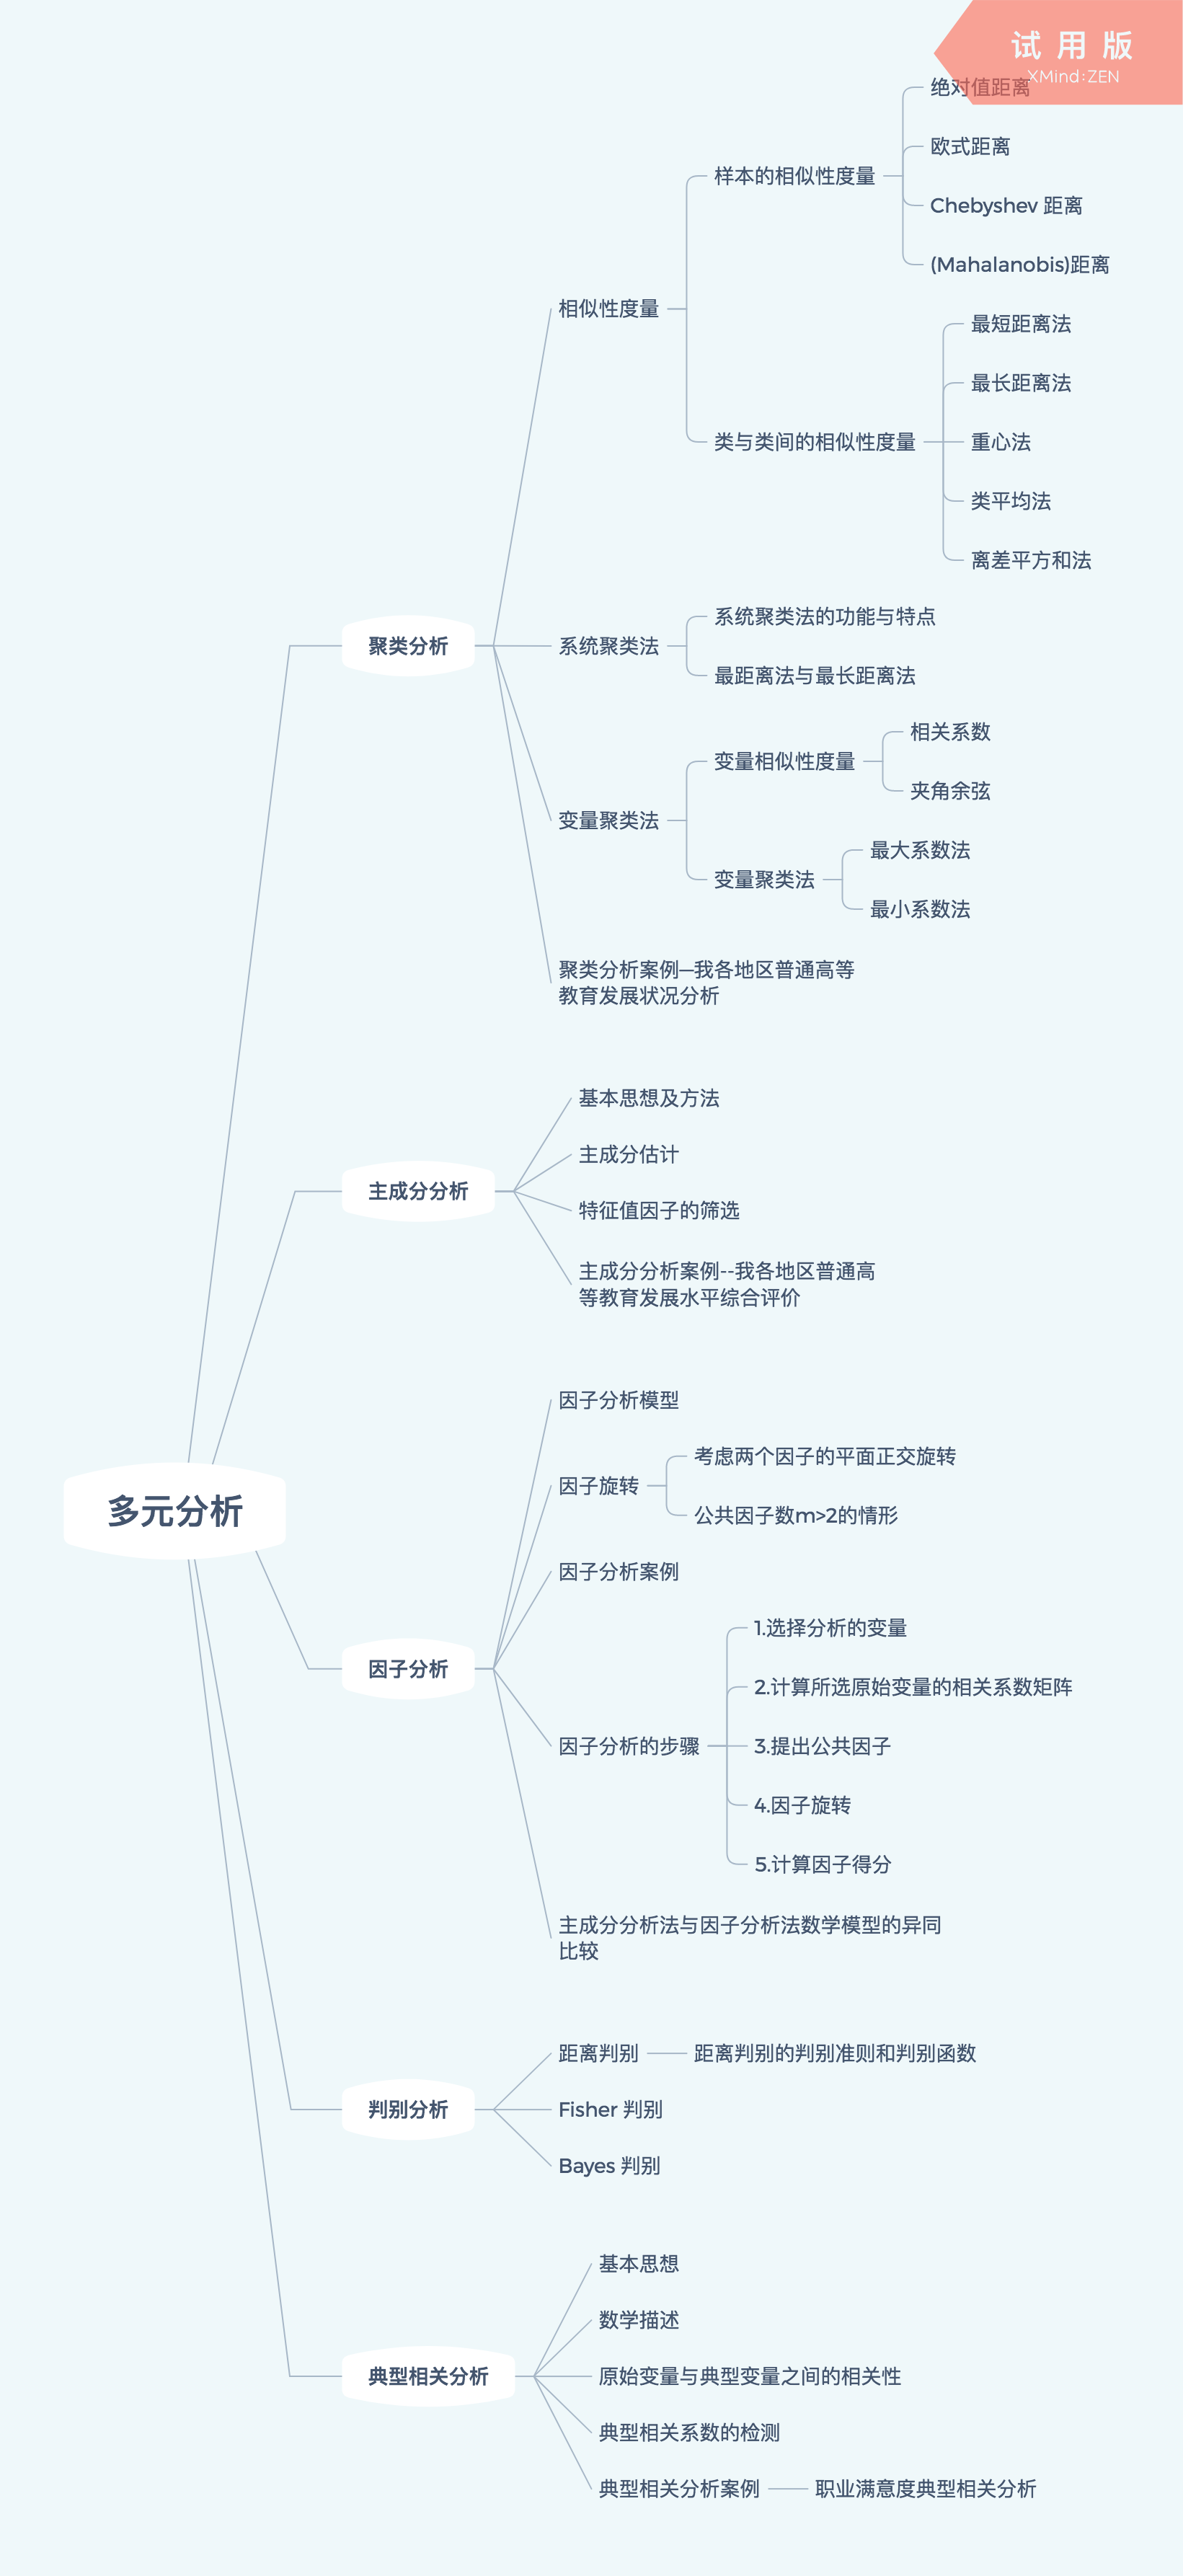 试用版
XMind:ZEN
绝对值距离
欧式距离
样本的相似性度量
Chebyshev 距离
(Mahalanobis)距离
相似性度量
最短距离法
最长距离法
类与类间的相似性度量
重心法
类平均法
离差平方和法
聚类分析
系统聚类法
系统聚类法的功能与特点
最距离法与最长距离法
变量聚类法
变量相似性度量
相关系数
夹角余弦
变量聚类法
最大系数法
最小系数法
聚类分析案例—我各地区普通高等
教育发展状况分析
主成分分析
基本思想及方法
主成分估计
特征值因子的筛选
主成分分析案例--我各地区普通高
等教育发展水平综合评价
多元分析
因子分析
因子分析模型
因子旋转
考虑两个因子的平面正交旋转
公共因子数m>2的情形
因子分析案例
因子分析的步骤
1.选择分析的变量
2.计算所选原始变量的相关系数矩阵
3.提出公共因子
4.因子旋转
5.计算因子得分
主成分分析法与因子分析法数学模型的异同
比较
判别分析
距离判别
距离判别的判别准则和判别函数
Fisher 判别
Bayes 判别
典型相关分析
基本思想
数学描述
原始变量与典型变量之间的相关性
典型相关系数的检测
典型相关分析案例
职业满意度典型相关分析